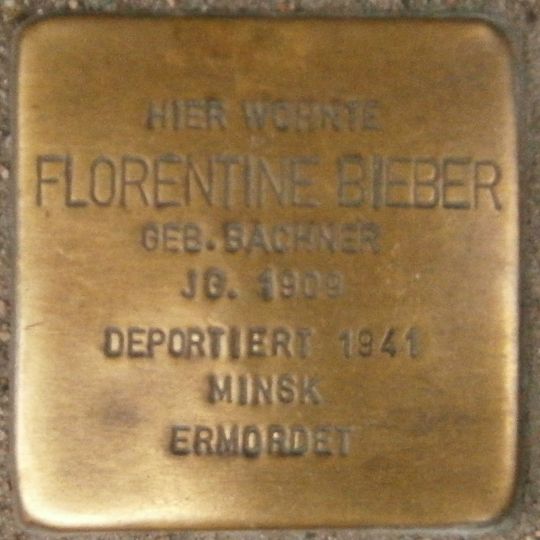 HIER WOHNTE
FLORENTINE BIEBER
GEB. BACHNER
JG. 1909
DEPORTIERT 1941
MINSK
ERMORDET